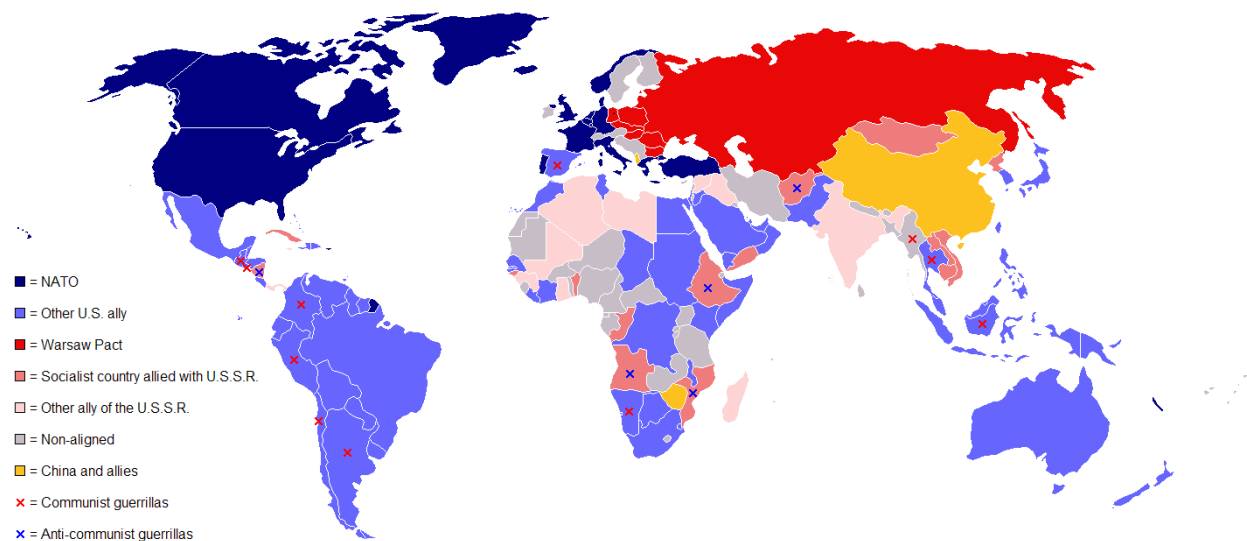 = NATO
= Other U.S. ally
= Warsaw Pact
= Socialist country allied with U.S.S.R.
= Other ally of the U.S.S.R.
= Non-aligned
= China and allies
= Communist guerrillas
= Anti-communist guerrillas